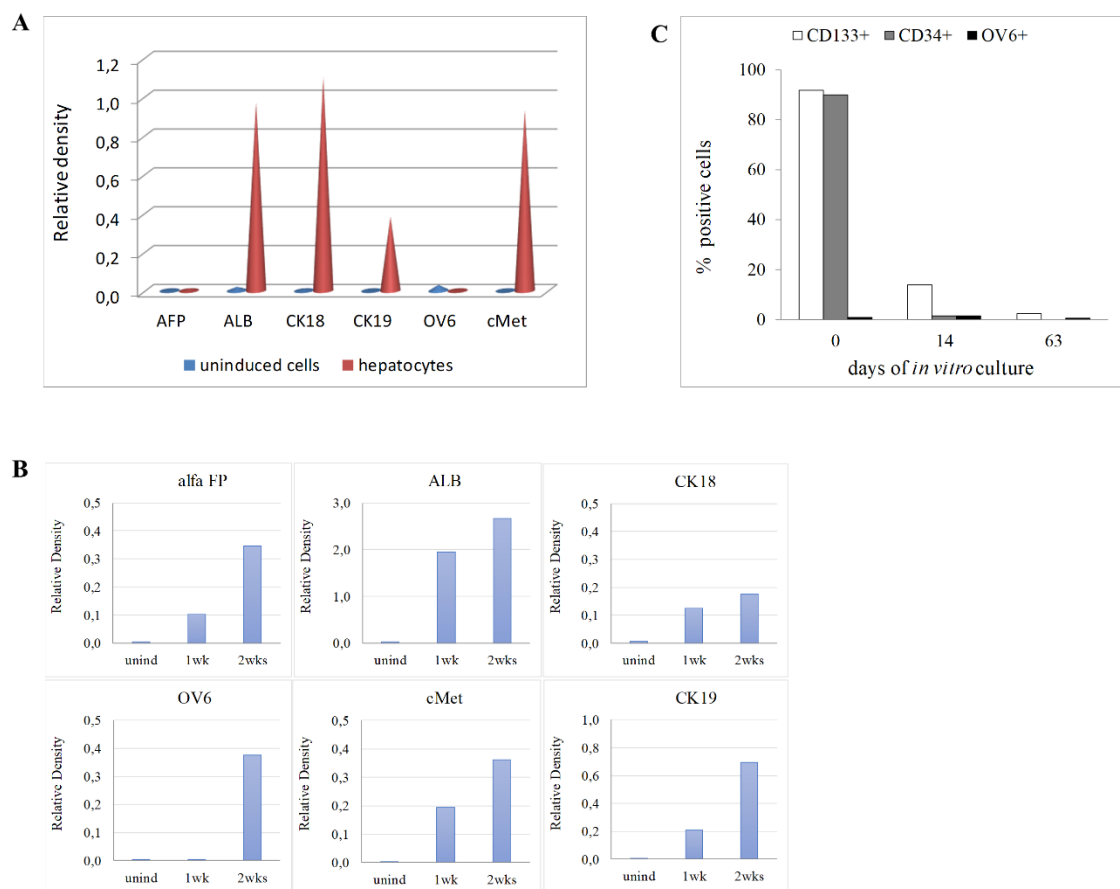 A
Relative density
1,2
1,0
0,8
0,6
0,4
0,2
0,0
AFP ALB CK18 CK19 OV6 cMet
uninduced cells hepatocytes
C
CD133+ CD34+ OV6+
% positive cells
100
80
60
40
20
0
0 14 63
days of in vitro culture
B
alfa FP
Relative Density
0,5
0,4
0,3
0,2
0,1
0,0
unind 1wk 2wks
ALB
Relative Density
3,0
2,0
1,0
0,0
unind 1wk 2wks
CK18
Relative Density
0,5
0,4
0,3
0,2
0,1
0,0
unind 1wk 2wks
OV6
Relative Density
0,5
0,4
0,3
0,2
0,1
0,0
unind 1wk 2wks
cMet
Relative Density
0,5
0,4
0,3
0,2
0,1
0,0
unind 1wk 2wks
CK19
Relative Density
1,0
0,8
0,6
0,4
0,2
0,0
unind 1wk 2wks